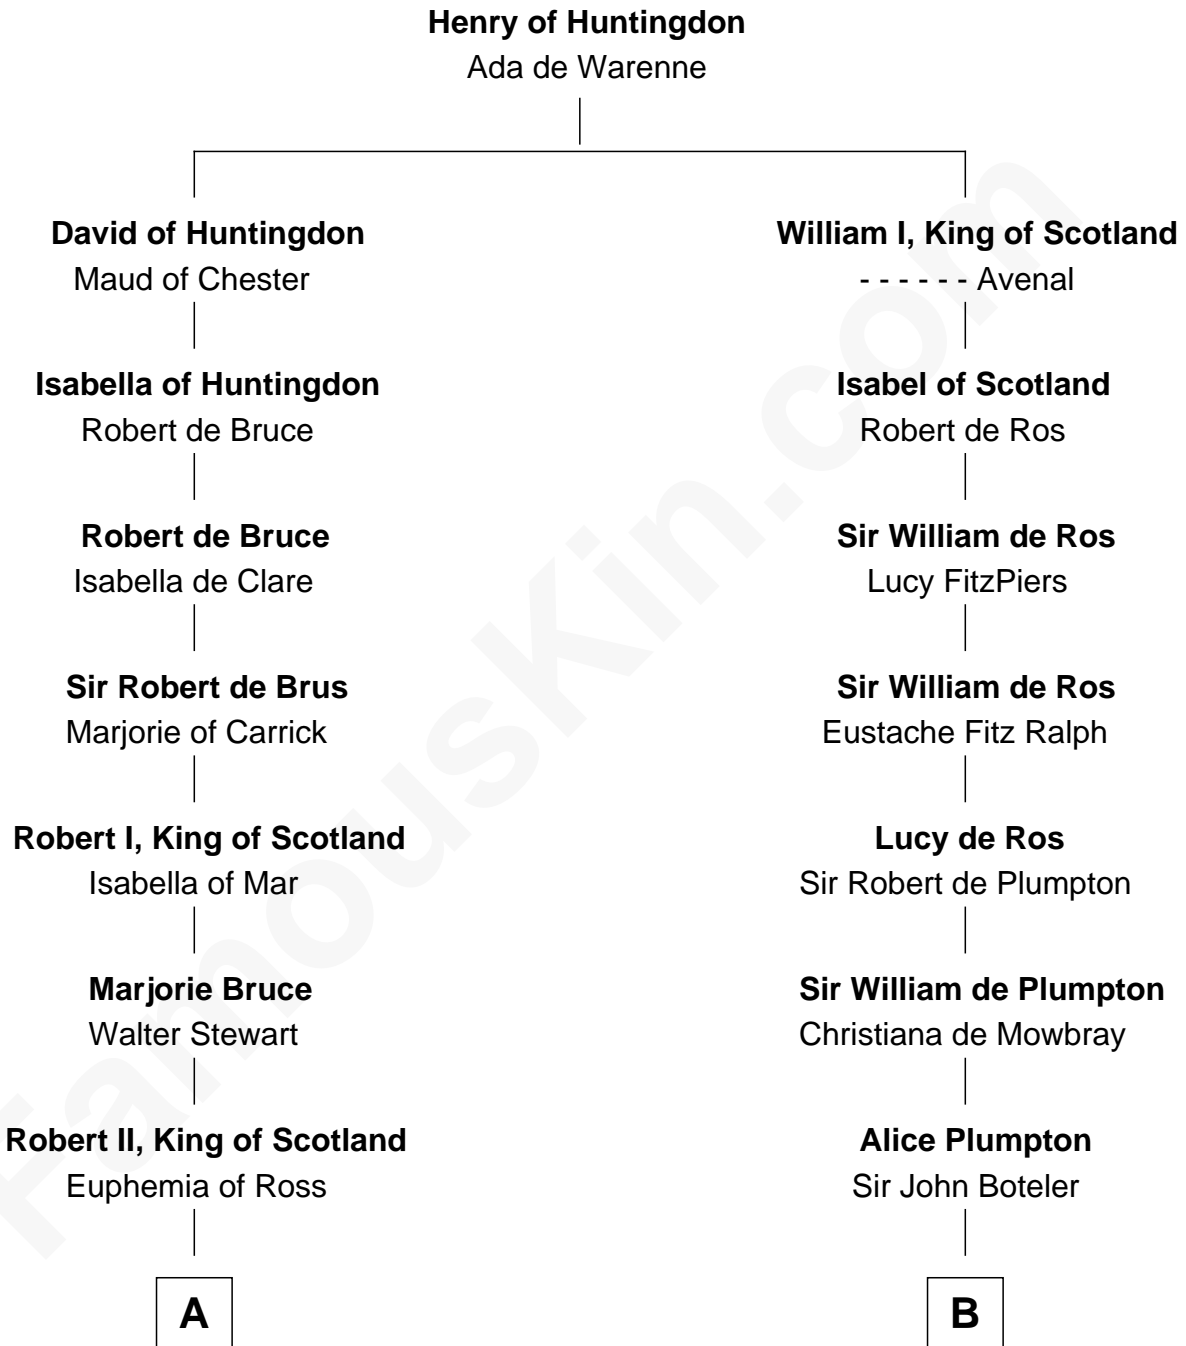 Henry of Huntingdon
Ada de Warenne
David of Huntingdon
Maud of Chester
William I, King of Scotland
- - - - - - Avenal
Isabella of Huntingdon
Robert de Bruce
Isabel of Scotland
Robert de Ros
Robert de Bruce
Isabella de Clare
Sir William de Ros
Lucy FitzPiers
Sir Robert de Brus
Marjorie of Carrick
Sir William de Ros
Eustache Fitz Ralph
Robert I, King of Scotland
Isabella of Mar
Lucy de Ros
Sir Robert de Plumpton
Marjorie Bruce
Walter Stewart
Sir William de Plumpton
Christiana de Mowbray
Robert II, King of Scotland
Euphemia of Ross
Alice Plumpton
Sir John Boteler
A
B
FamousKin.com